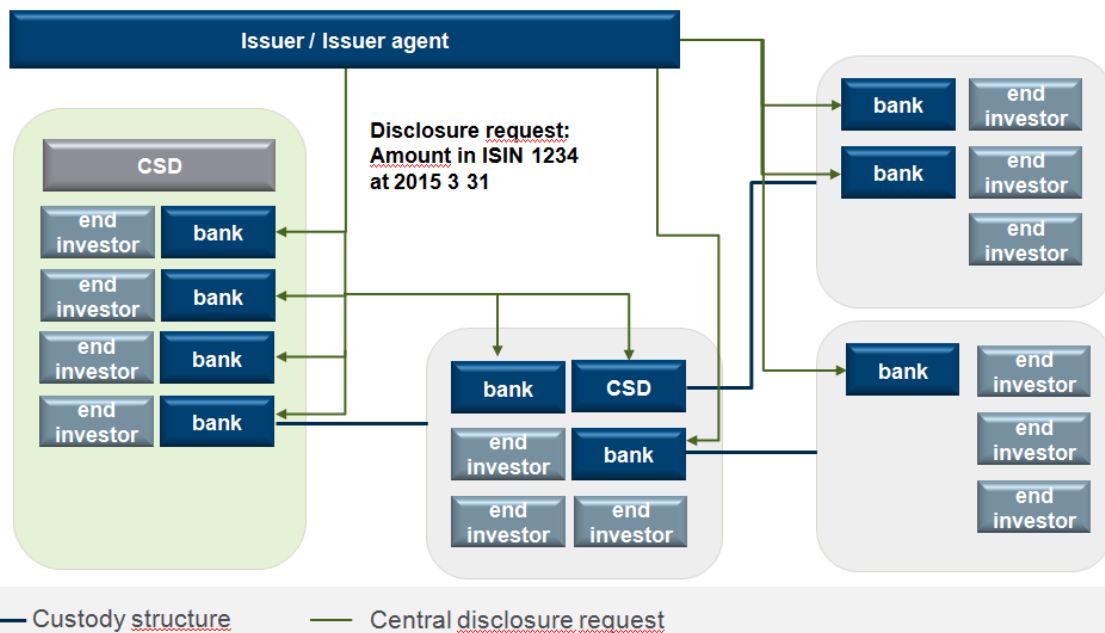 Issuer / Issuer agent
Disclosure request:
Amount in ISIN 1234
at 2015 3 31
CSD
end
investor
bank
end
investor
bank
end
investor
bank
end
investor
bank
bank
CSD
end
investor
bank
end
investor
end
investor
bank
end
investor
bank
end
investor
end
investor
bank
end
investor
end
investor
end
investor
Custody structure
Central disclosure request